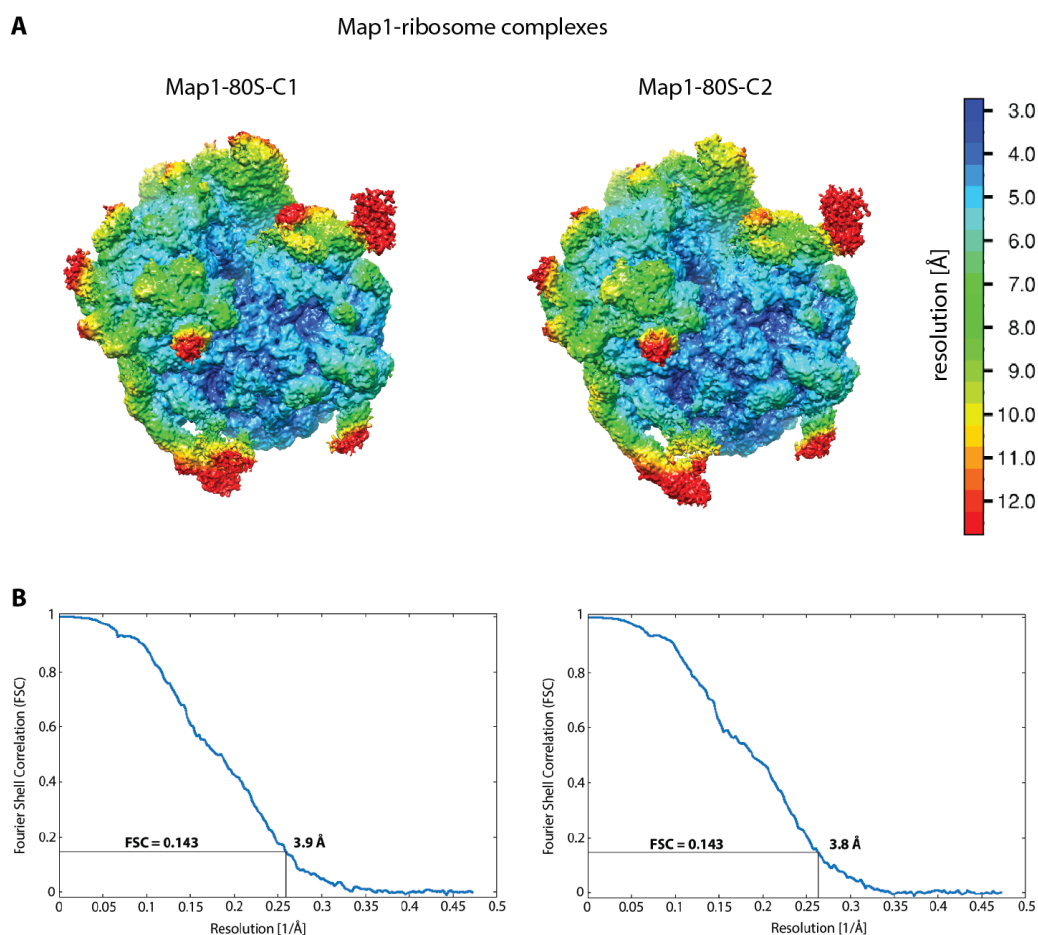 A
Map1-ribosome complexes
Map1-80S-C1
Map1-80S-C2
resolution [Å]
3.0
4.0
5.0
6.0
7.0
8.0
9.0
10.0
11.0
12.0
B
Fourier Shell Correlation (FSC)
1
0.8
0.6
0.4
0.2
0
FSC = 0.143
3.9 Å
0 0.05 0.1 0.15 0.2 0.25 0.3 0.35 0.4 0.45 0.5
Resolution [1/Å]
Fourier Shell Correlation (FSC)
1
0.8
0.6
0.4
0.2
0
FSC = 0.143
3.8 Å
0 0.05 0.1 0.15 0.2 0.25 0.3 0.35 0.4 0.45 0.5
Resolution [1/Å]